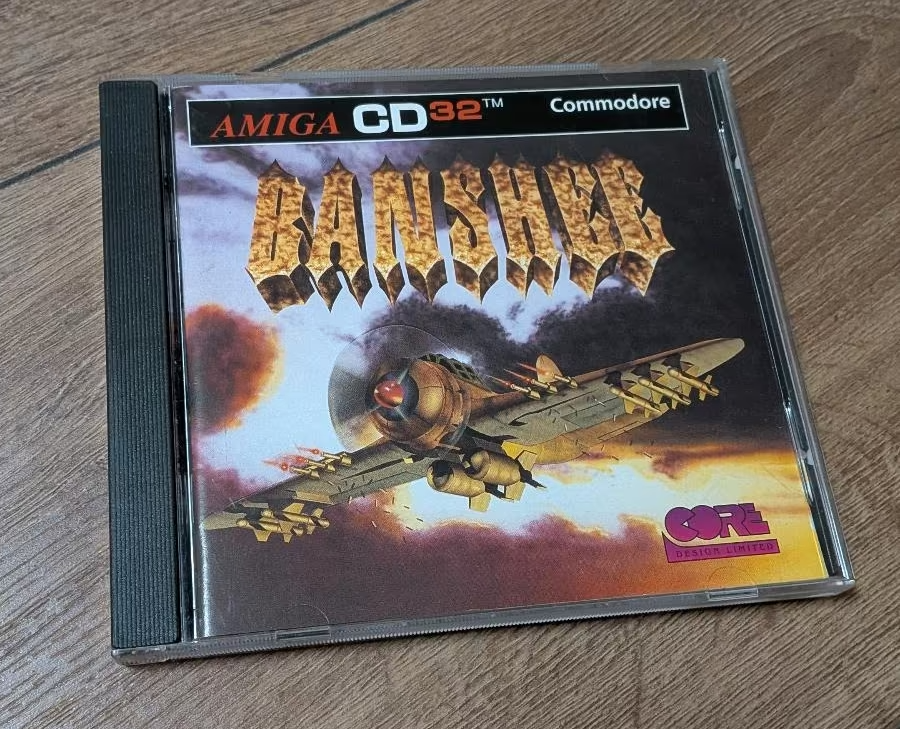 AMIGA CD32™ Commodore
BANSHEE
CORE
DESIGN LIMITED